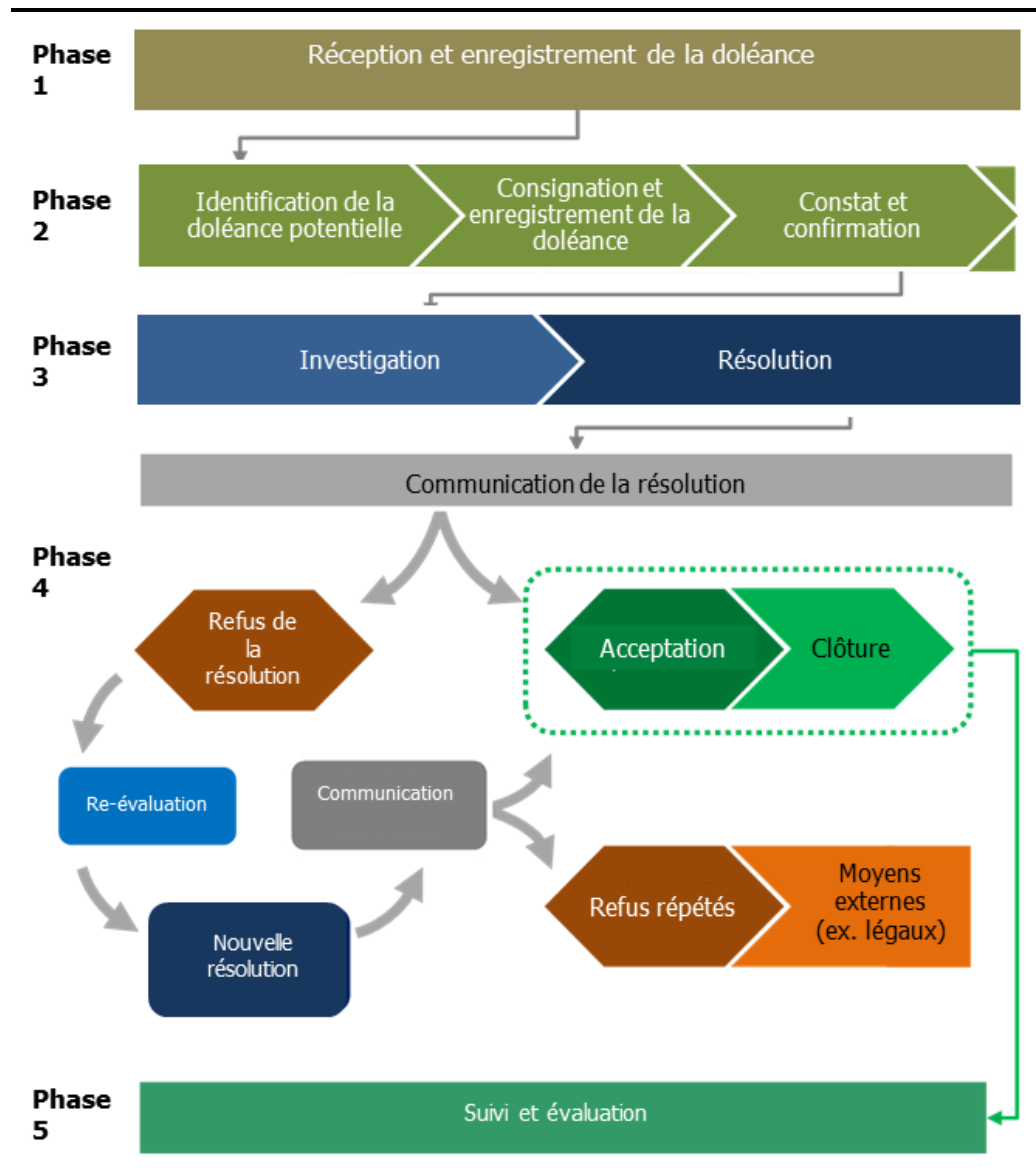 Phase
1
Réception et enregistrement de la doléance
Phase
2
Identification de la
doléance potentielle
Consignation et
enregistrement de la
doléance
Constat et
confirmation
Phase
3
Investigation
Résolution
Communication de la résolution
Phase
4
Refus de
la
résolution
Acceptation
Clôture
Re-évaluation
Communication
Nouvelle
résolution
Refus répétés
Moyens
externes
(ex. légaux)
Phase
5
Suivi et évaluation